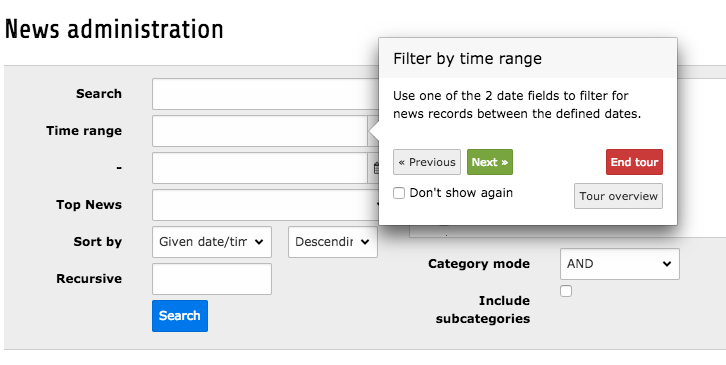 News administration
Filter by time range
Use one of the 2 date fields to filter for
news records between the defined dates.
« Previous
Next »
End tour
Don't show again
Tour overview
Search
Time range
-
Top News
Sort by
Given date/tim
Descendin
Recursive
Search
Category mode
AND
Include
subcategories